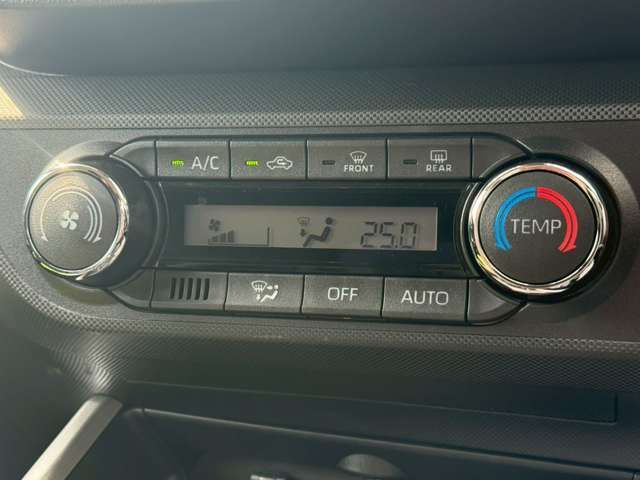 A/C
FRONT
REAR
25.0
TEMP
OFF
AUTO